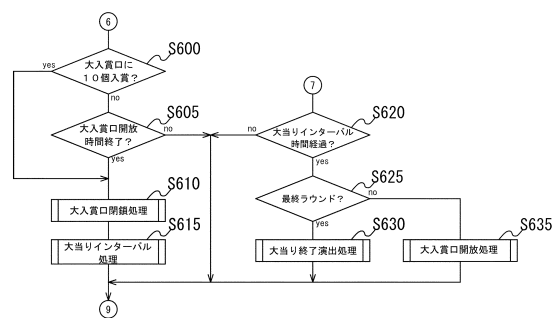 6
S600
大入賞口に
１０個入賞？
yes
no
S605
大入賞口開放
時間終了？
no
yes
S610
大入賞口閉鎖処理
S615
大当りインターバル
処理
9
7
S620
大当りインターバル
時間経過？
no
yes
S625
最終ラウンド？
no
yes
S630
大当り終了演出処理
S635
大入賞口開放処理